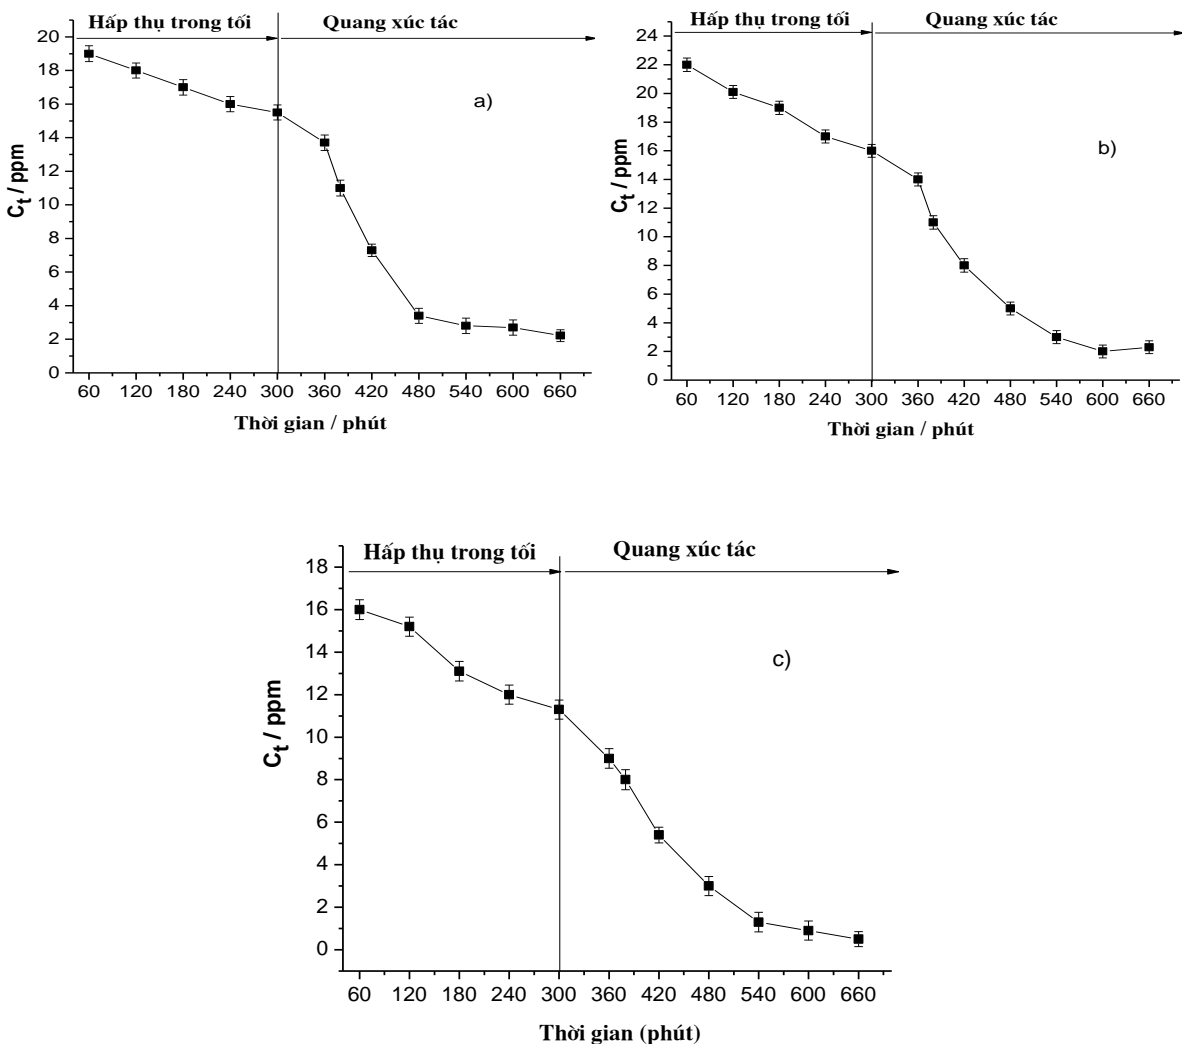 Hấp thụ trong tối
Quang xúc tác
20
18
16
14
12
10
8
6
4
2
0
Ct / ppm
a)
60 120 180 240 300 360 420 480 540 600 660
Thời gian / phút
Hấp thụ trong tối
Quang xúc tác
24
22
20
18
16
14
12
10
8
6
4
2
0
Ct / ppm
b)
60 120 180 240 300 360 420 480 540 600 660
Thời gian / phút
Hấp thụ trong tối
Quang xúc tác
18
16
14
12
10
8
6
4
2
0
Ct / ppm
c)
60 120 180 240 300 360 420 480 540 600 660
Thời gian (phút)